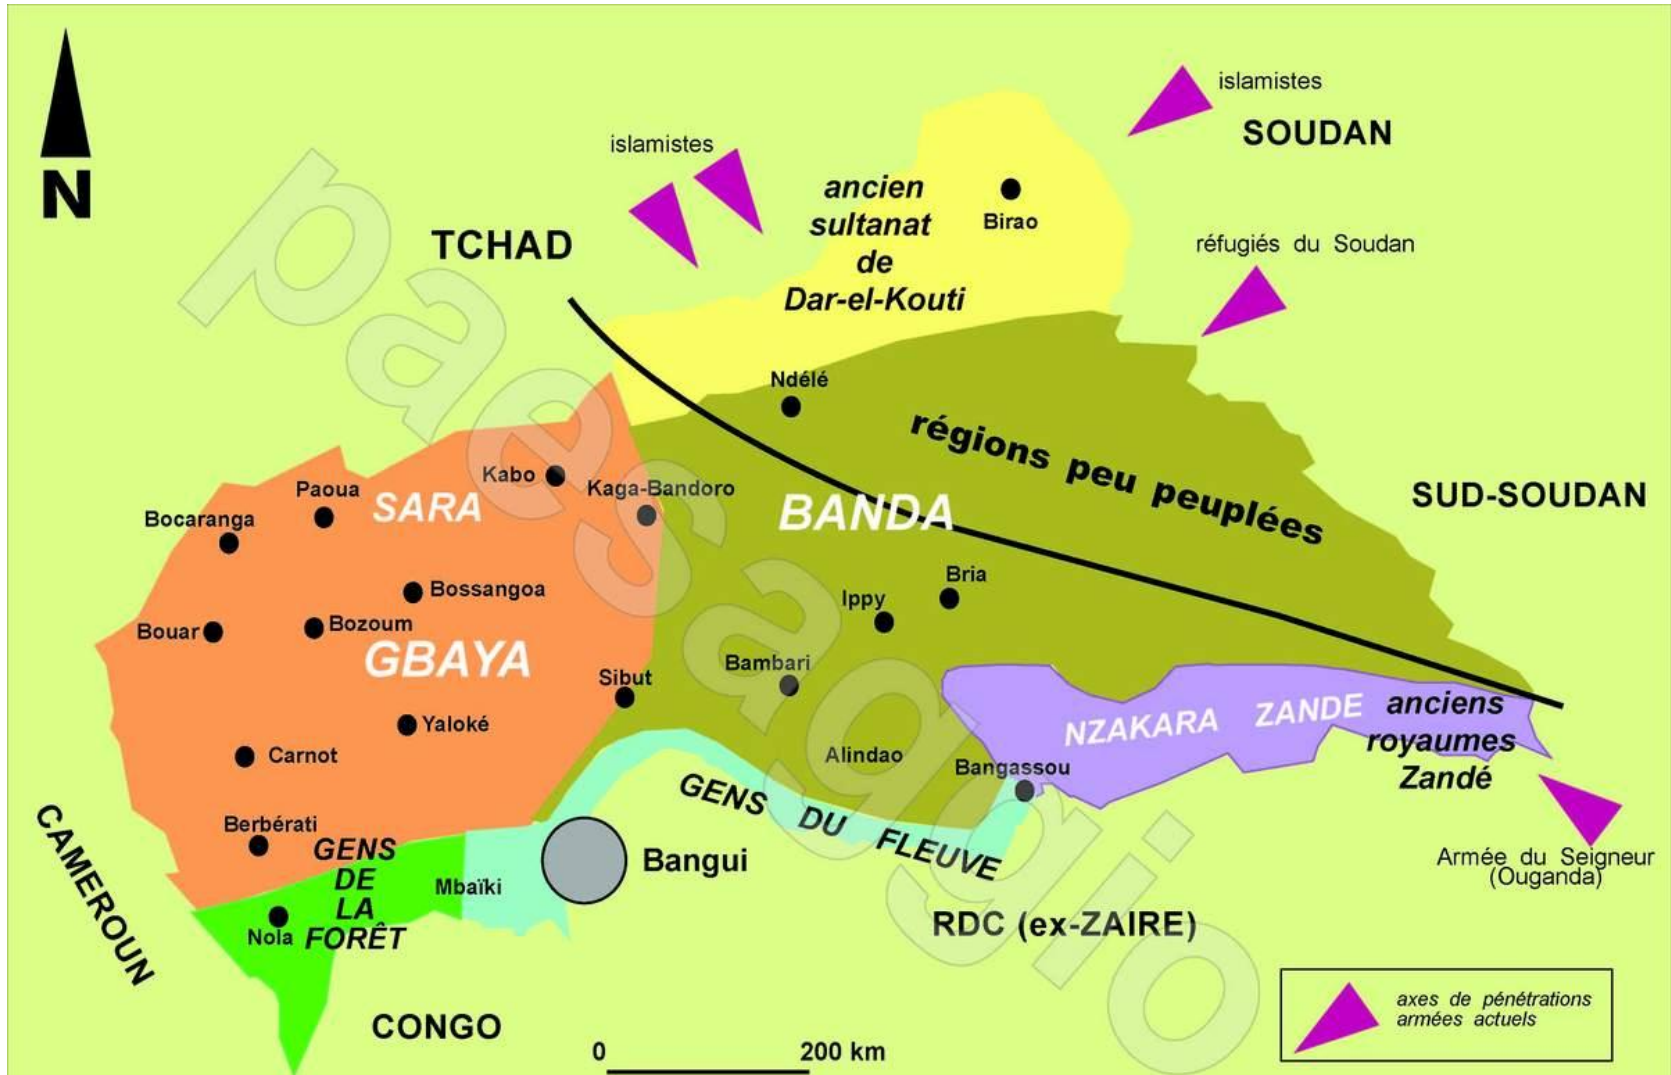 islamistes
SOUDAN
islamistes
N
ancien
sultanat
de
Dar-el-Kouti
Birao
TCHAD
réfugiés du Soudan
Ndélé
régions peu peuplées
Kabo
Kaga-Bandoro
Paoua
SARA
BANDA
SUD-SOUDAN
Bocaranga
Bossangoa
Bria
Ippy
Bouar
Bozoum
GBAYA
Bambari
Sibut
NZAKARA ZANDE
anciens
royaumes
Zandé
Yaloké
Carnot
Alindao
Bangassou
GENS DU FLEUVE
CAMEROUN
Berbérati
GENS
DE
LA
FORÊT
Mbaïki
Bangui
Nola
Armée du Seigneur
(Ouganda)
RDC (ex-ZAIRE)
CONGO
axes de pénétrations
armées actuels
0 200 km
paesaggio